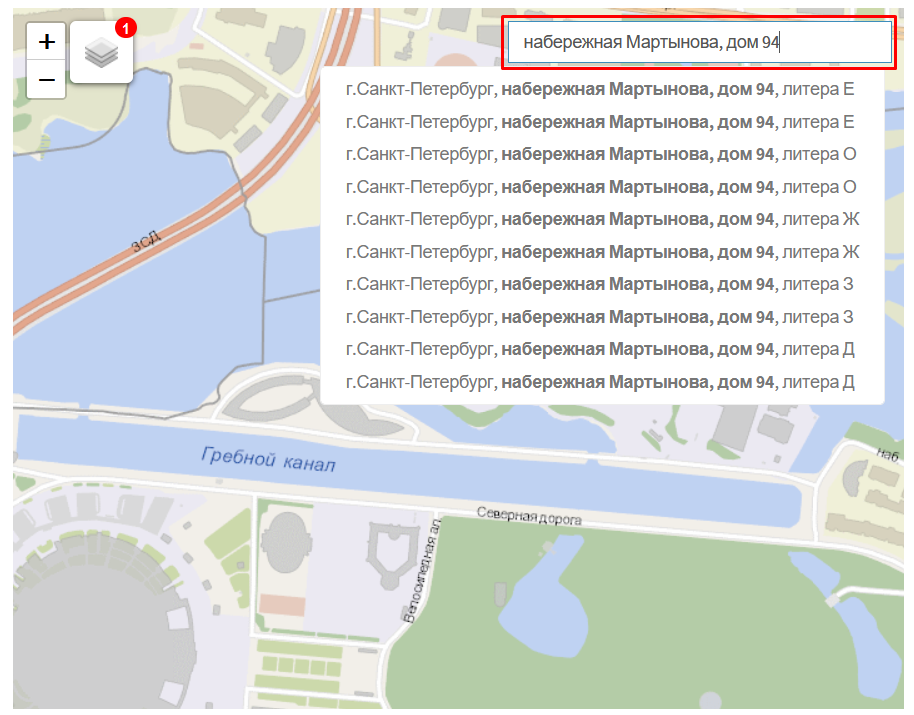 1
+
−
набережная Мартынова, дом 94
г.Санкт-Петербург, набережная Мартынова, дом 94, литера Е
г.Санкт-Петербург, набережная Мартынова, дом 94, литера Е
г.Санкт-Петербург, набережная Мартынова, дом 94, литера О
г.Санкт-Петербург, набережная Мартынова, дом 94, литера О
г.Санкт-Петербург, набережная Мартынова, дом 94, литера Ж
г.Санкт-Петербург, набережная Мартынова, дом 94, литера Ж
г.Санкт-Петербург, набережная Мартынова, дом 94, литера З
г.Санкт-Петербург, набережная Мартынова, дом 94, литера З
г.Санкт-Петербург, набережная Мартынова, дом 94, литера Д
г.Санкт-Петербург, набережная Мартынова, дом 94, литера Д
ЗСД
Гребной канал
наб
Северная дорога
Велосипедная ал.